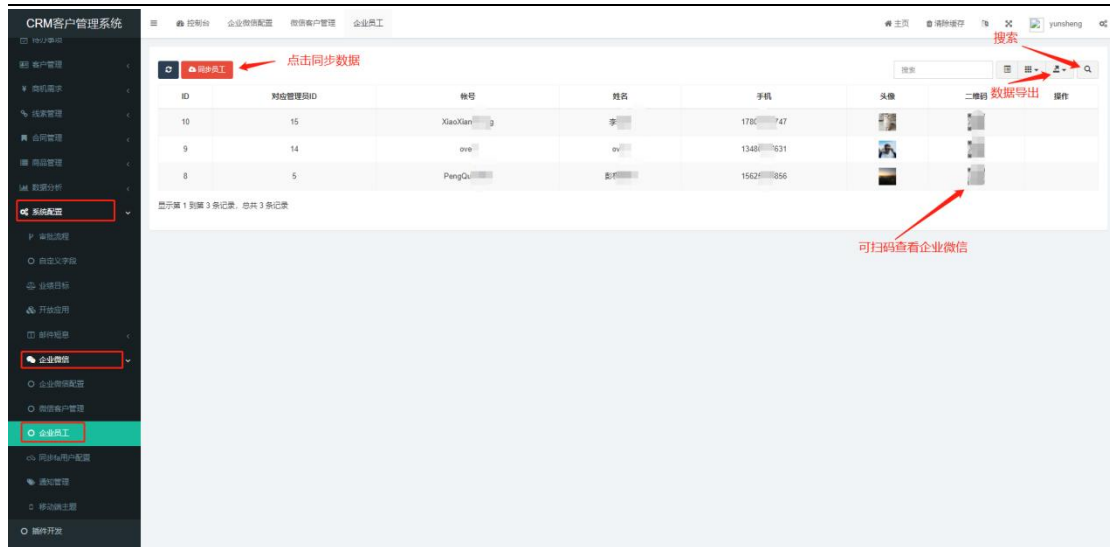 CRM客户管理系统
控制台 企业微信配置 微信客户管理 企业员工
主页 清除缓存 yunsheng
搜索
待办事项
客户管理
商机需求
线索管理
合同管理
商品管理
数据分析
系统配置
审批流程
自定义字段
业绩目标
开放应用
邮件短息
企业微信
企业微信配置
微信客户管理
企业员工
同步fa用户配置
通知管理
移动端主题
插件开发
同步员工
点击同步数据
搜索
数据导出
ID 对应管理员ID 帐号 姓名 手机 头像 二维码 操作
10 15 XiaoXian g 李 178 747
9 14 ove ov 1348 631
8 5 PengQu 彭 1562 856
显示第 1 到第 3 条记录，总共 3 条记录
可扫码查看企业微信